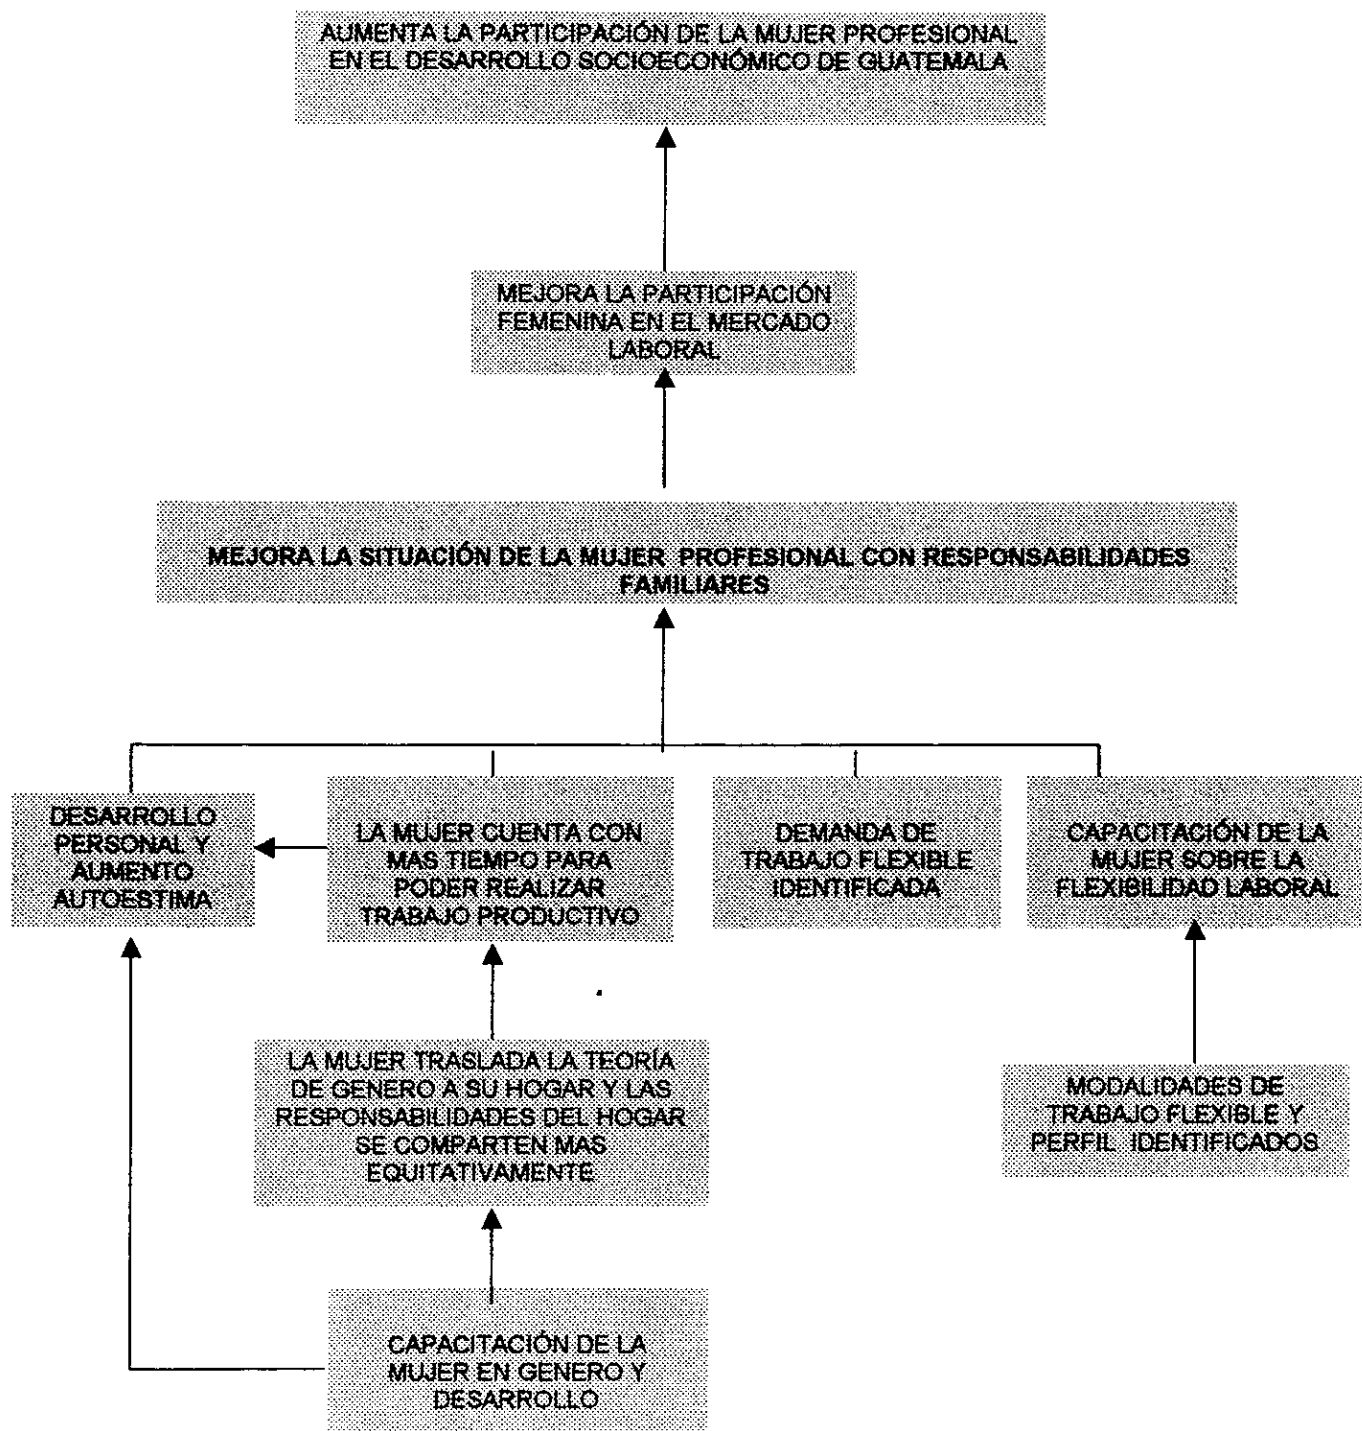 AUMENTA LA PARTICIPACIÓN DE LA MUJER PROFESIONAL
EN EL DESARROLLO SOCIOECONÓMICO DE GUATEMALA
MEJORA LA PARTICIPACIÓN
FEMENINA EN EL MERCADO
LABORAL
MEJORA LA SITUACIÓN DE LA MUJER PROFESIONAL CON RESPONSABILIDADES
FAMILIARES
DESARROLLO
PERSONAL Y
AUMENTO
AUTOESTIMA
LA MUJER CUENTA CON
MAS TIEMPO PARA
PODER REALIZAR
TRABAJO PRODUCTIVO
DEMANDA DE
TRABAJO FLEXIBLE
IDENTIFICADA
CAPACITACIÓN DE LA
MUJER SOBRE LA
FLEXIBILIDAD LABORAL
LA MUJER TRASLADA LA TEORÍA
DE GENERO A SU HOGAR Y LAS
RESPONSABILIDADES DEL HOGAR
SE COMPARTEN MAS
EQUITATIVAMENTE
MODALIDADES DE
TRABAJO FLEXIBLE Y
PERFIL IDENTIFICADOS
CAPACITACIÓN DE LA
MUJER EN GENERO Y
DESARROLLO